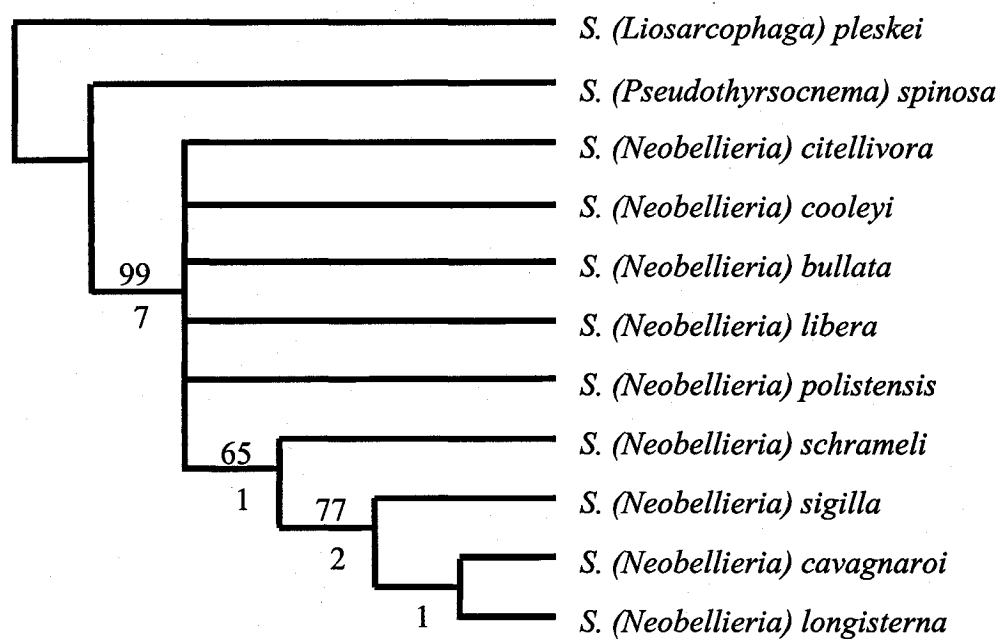 S. (Liosarcophaga) pleskei
S. (Pseudothyrsocnema) spinosa
S. (Neobellieria) citellivora
S. (Neobellieria) cooleyi
99
S. (Neobellieria) bullata
7
S. (Neobellieria) libera
S. (Neobellieria) polistensis
65
S. (Neobellieria) schrameli
1
77
S. (Neobellieria) sigilla
2
S. (Neobellieria) cavagnaroi
1
S. (Neobellieria) longisterna